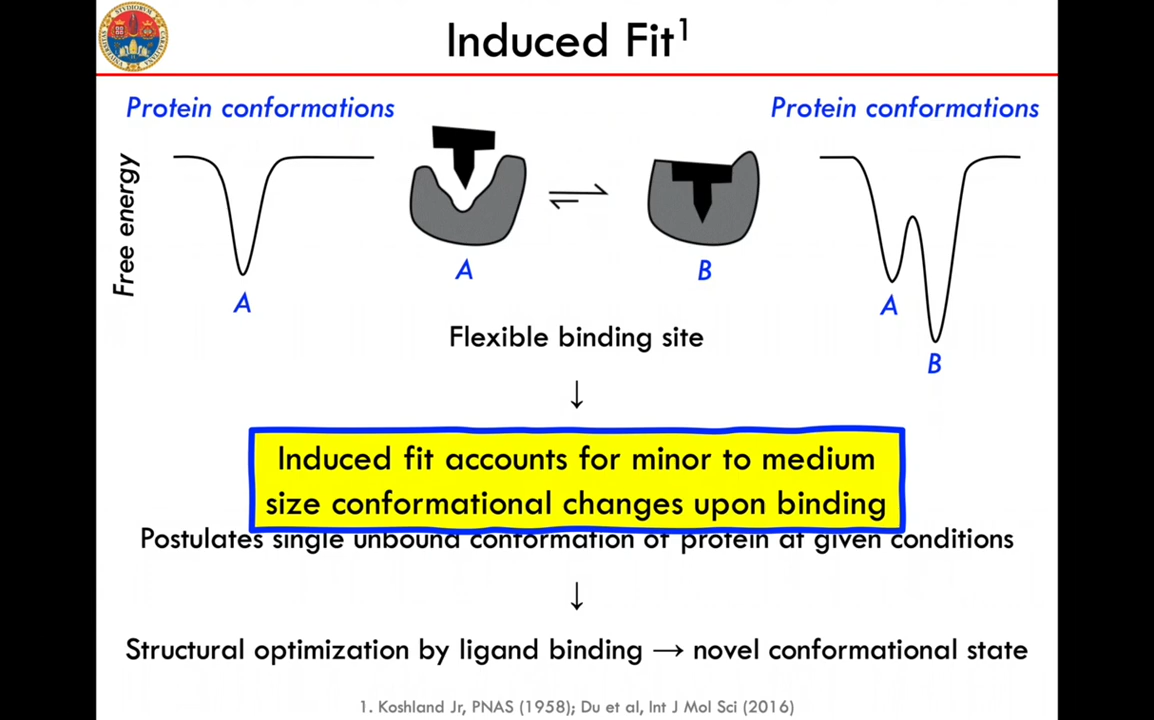 Induced Fit¹
Protein conformations
Protein conformations
Free energy
A
A
B
A
B
Flexible binding site
↓
Induced fit accounts for minor to medium
size conformational changes upon binding
Postulates single unbound conformation of protein at given conditions
↓
Structural optimization by ligand binding → novel conformational state
1. Koshland Jr, PNAS (1958); Du et al, Int J Mol Sci (2016)